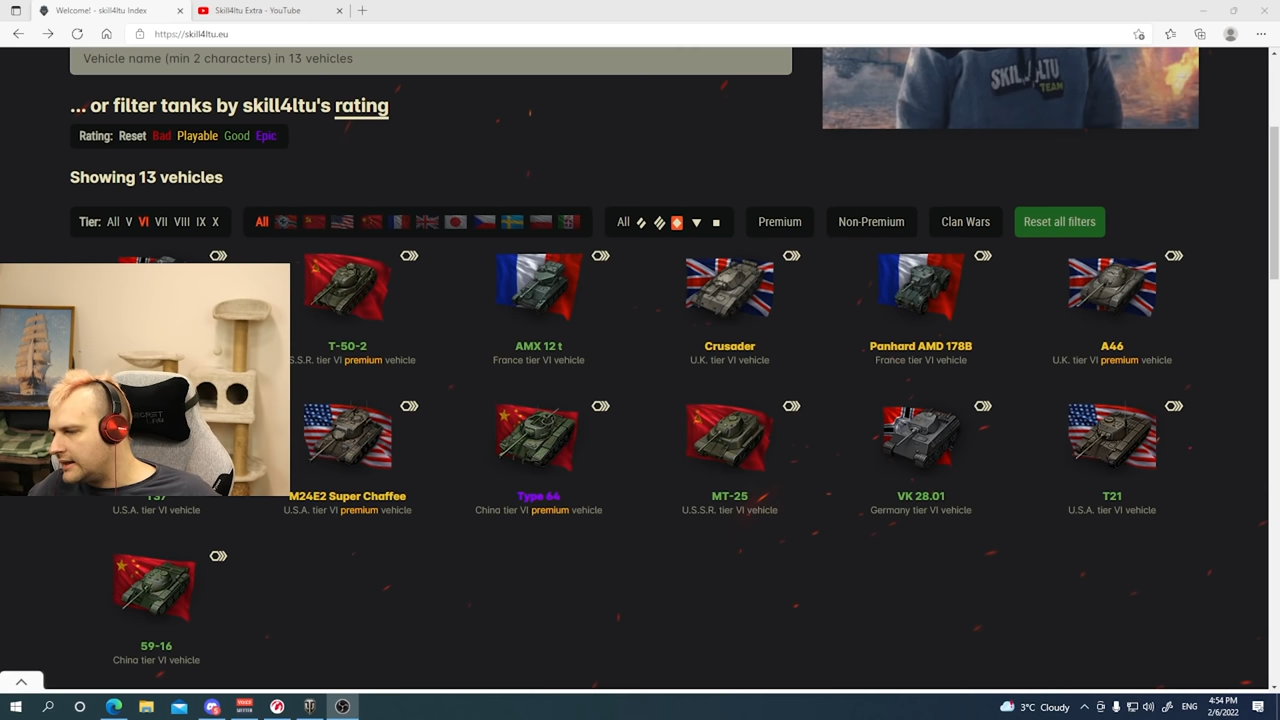 Welcome! - skill4ltu Index
Skill4ltu Extra - YouTube
https://skill4ltu.eu
Vehicle name (min 2 characters) in 13 vehicles
SKILL4LTU
TEAM
... or filter tanks by skill4ltu's rating
Rating: Reset Bad Playable Good Epic
Showing 13 vehicles
Tier: All V VI VII VIII IX X
All
All
Premium
Non-Premium
Clan Wars
Reset all filters
T-50-2
S.S.R. tier VI premium vehicle
AMX 12 t
France tier VI vehicle
Crusader
U.K. tier VI vehicle
Panhard AMD 178B
France tier VI vehicle
A46
U.K. tier VI premium vehicle
T37
U.S.A. tier VI vehicle
M24E2 Super Chaffee
U.S.A. tier VI premium vehicle
Type 64
China tier VI premium vehicle
MT-25
U.S.S.R. tier VI vehicle
VK 28.01
Germany tier VI vehicle
T21
U.S.A. tier VI vehicle
59-16
China tier VI vehicle
3°C Cloudy
ENG
4:54 PM
2/6/2022